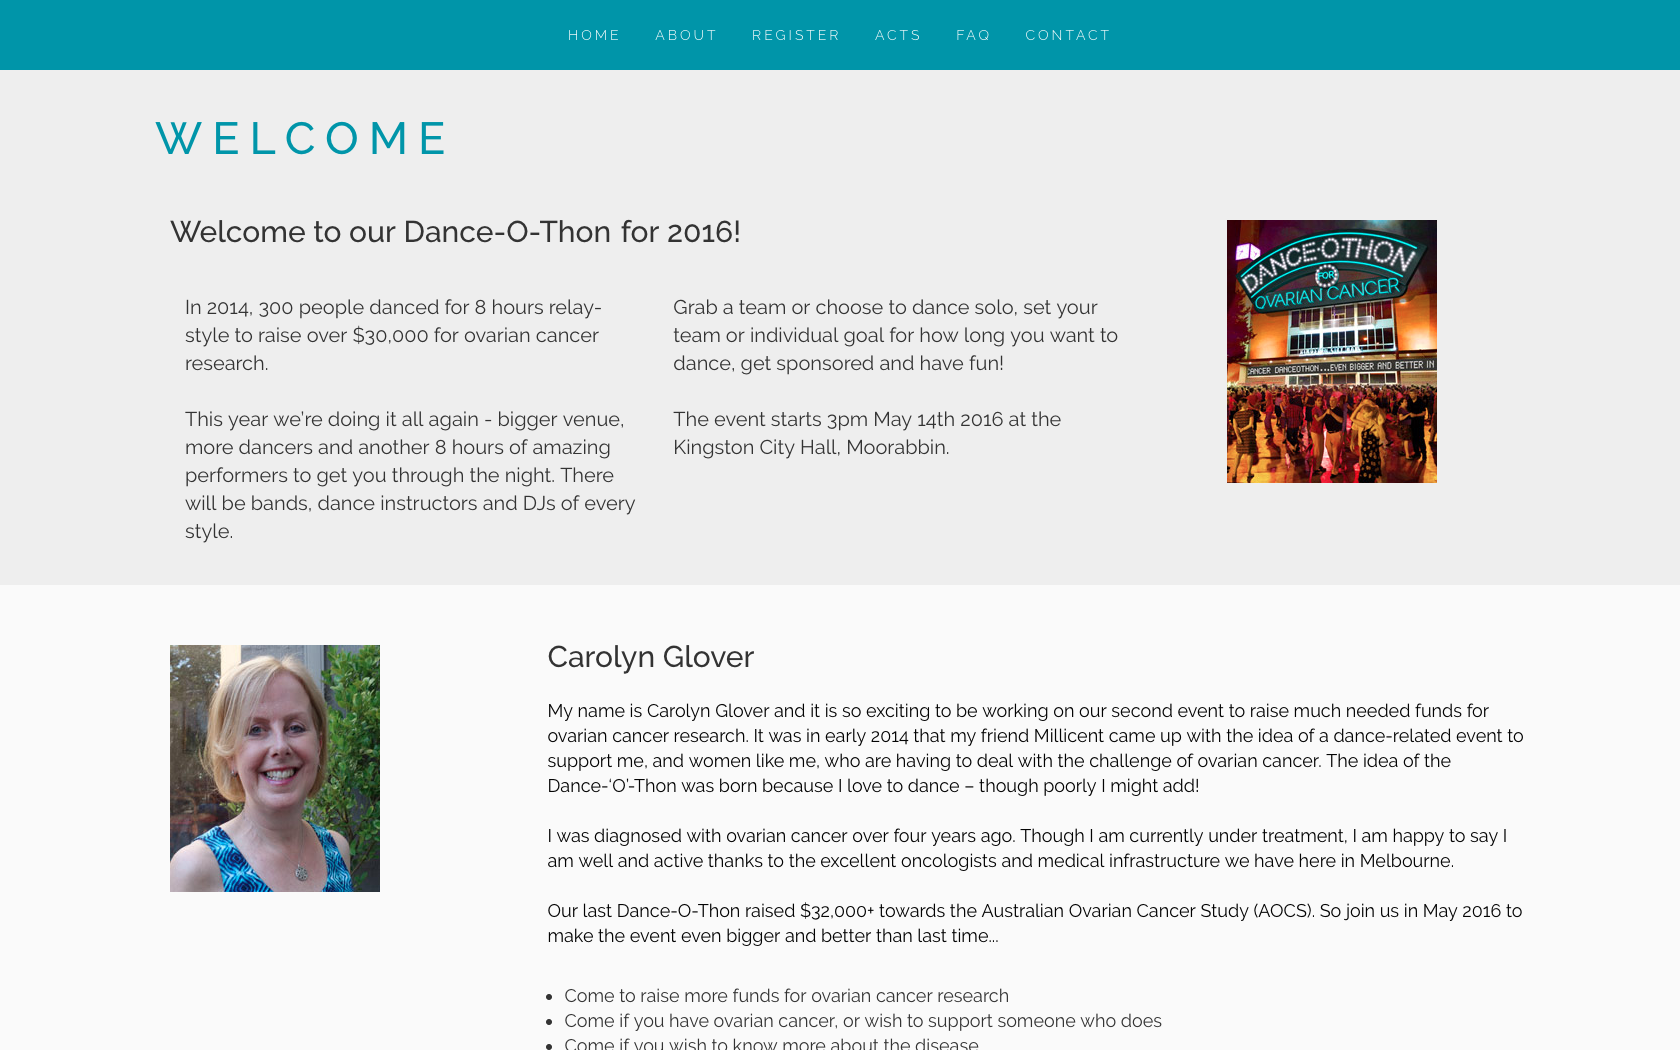 HOME ABOUT REGISTER ACTS FAQ CONTACT
WELCOME
Welcome to our Dance-O-Thon for 2016!
In 2014, 300 people danced for 8 hours relay-
style to raise over $30,000 for ovarian cancer
research.
This year we're doing it all again - bigger venue,
more dancers and another 8 hours of amazing
performers to get you through the night. There
will be bands, dance instructors and DJs of every
style.
Grab a team or choose to dance solo, set your
team or individual goal for how long you want to
dance, get sponsored and have fun!
The event starts 3pm May 14th 2016 at the
Kingston City Hall, Moorabbin.
DANCE·O·THON
FOR
OVARIAN CANCER
CANCER DANCEOTHON...EVEN BIGGER AND BETTER IN
Carolyn Glover
My name is Carolyn Glover and it is so exciting to be working on our second event to raise much needed funds for
ovarian cancer research. It was in early 2014 that my friend Millicent came up with the idea of a dance-related event to
support me, and women like me, who are having to deal with the challenge of ovarian cancer. The idea of the
Dance-‘O’-Thon was born because I love to dance – though poorly I might add!
I was diagnosed with ovarian cancer over four years ago. Though I am currently under treatment, I am happy to say I
am well and active thanks to the excellent oncologists and medical infrastructure we have here in Melbourne.
Our last Dance-O-Thon raised $32,000+ towards the Australian Ovarian Cancer Study (AOCS). So join us in May 2016 to
make the event even bigger and better than last time...
• Come to raise more funds for ovarian cancer research
• Come if you have ovarian cancer, or wish to support someone who does
• Come if you wish to know more about the disease